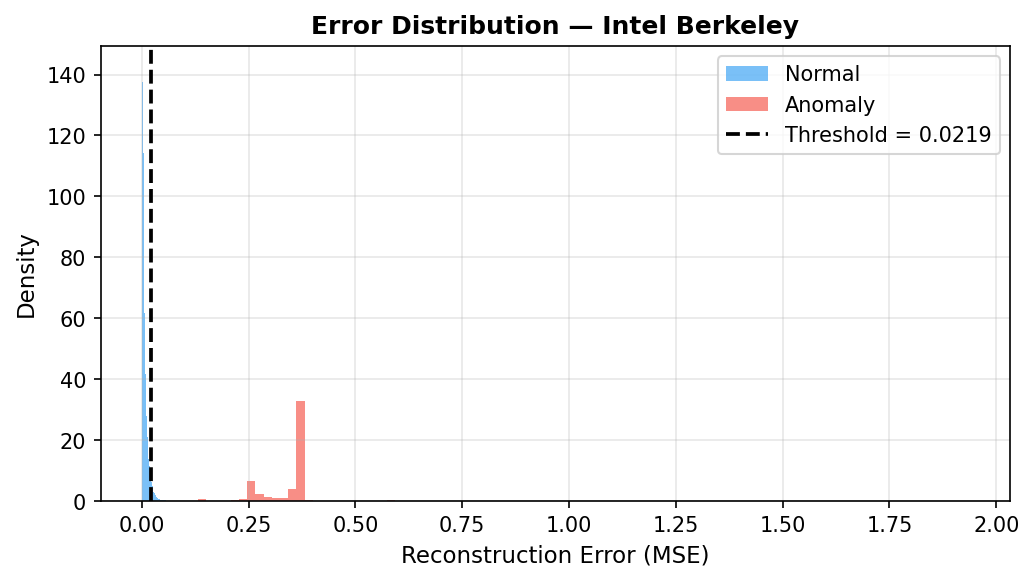 Error Distribution — Intel Berkeley
Normal
Anomaly
Threshold = 0.0219
Density
140
120
100
80
60
40
20
0
0.00 0.25 0.50 0.75 1.00 1.25 1.50 1.75 2.00
Reconstruction Error (MSE)